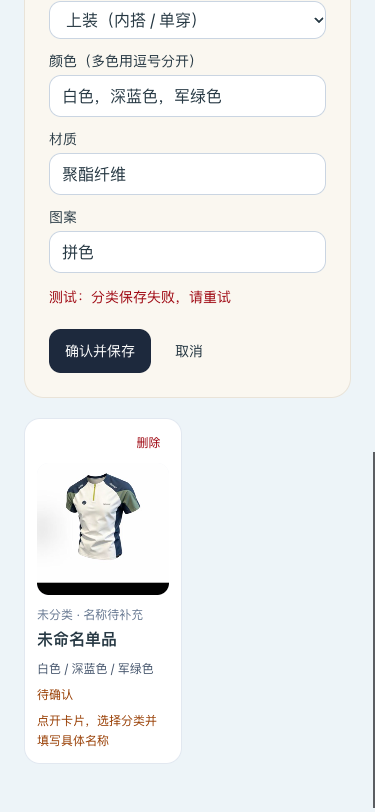 上装（内搭 / 单穿）
颜色（多色用逗号分开）
白色，深蓝色，军绿色
材质
聚酯纤维
图案
拼色
测试：分类保存失败，请重试
确认并保存
取消
删除
未分类 · 名称待补充
未命名单品
白色 / 深蓝色 / 军绿色
待确认
点开卡片，选择分类并
填写具体名称